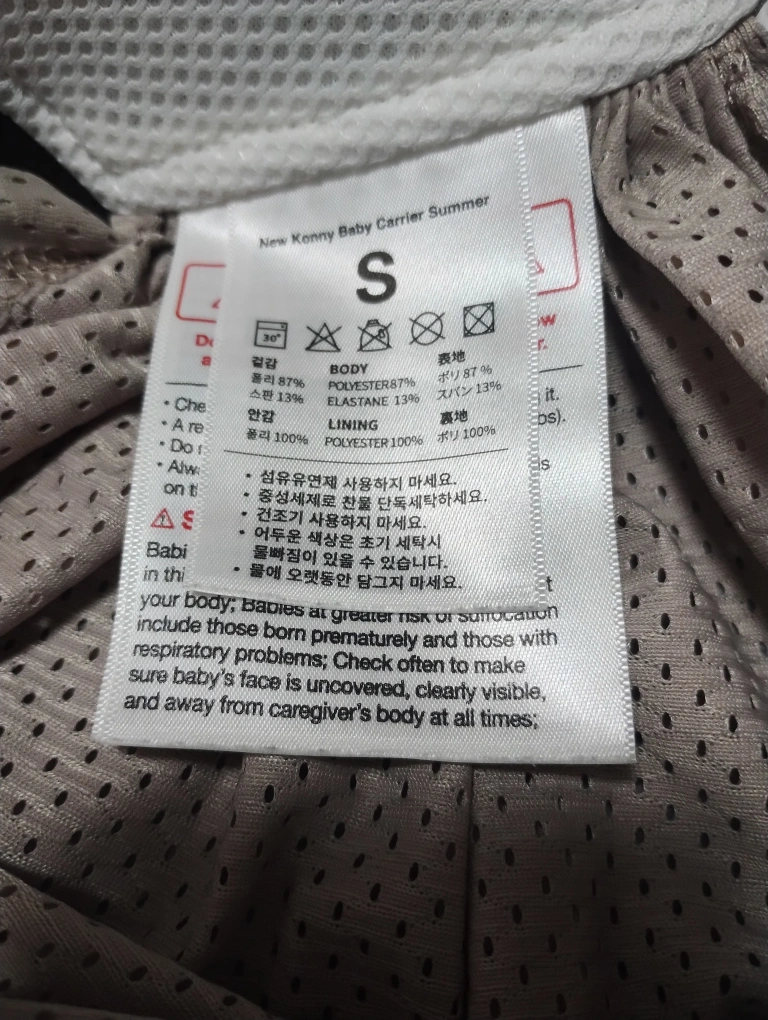 New Konny Baby Carrier Summer
S
30°
겉감 BODY 表地
폴리 87% POLYESTER87% ポリ 87 %
스판 13% ELASTANE 13% スパン 13%
안감 LINING 裏地
폴리 100% POLYESTER 100% ポリ 100%
• 섬유유연제 사용하지 마세요.
• 중성세제로 찬물 단독세탁하세요.
• 건조기 사용하지 마세요.
• 어두운 색상은 초기 세탁시
물빠짐이 있을 수 있습니다.
• 물에 오랫동안 담그지 마세요.
your body; Babies at greater risk of suffocation
include those born prematurely and those with
respiratory problems; Check often to make
sure baby's face is uncovered, clearly visible,
and away from caregiver's body at all times;